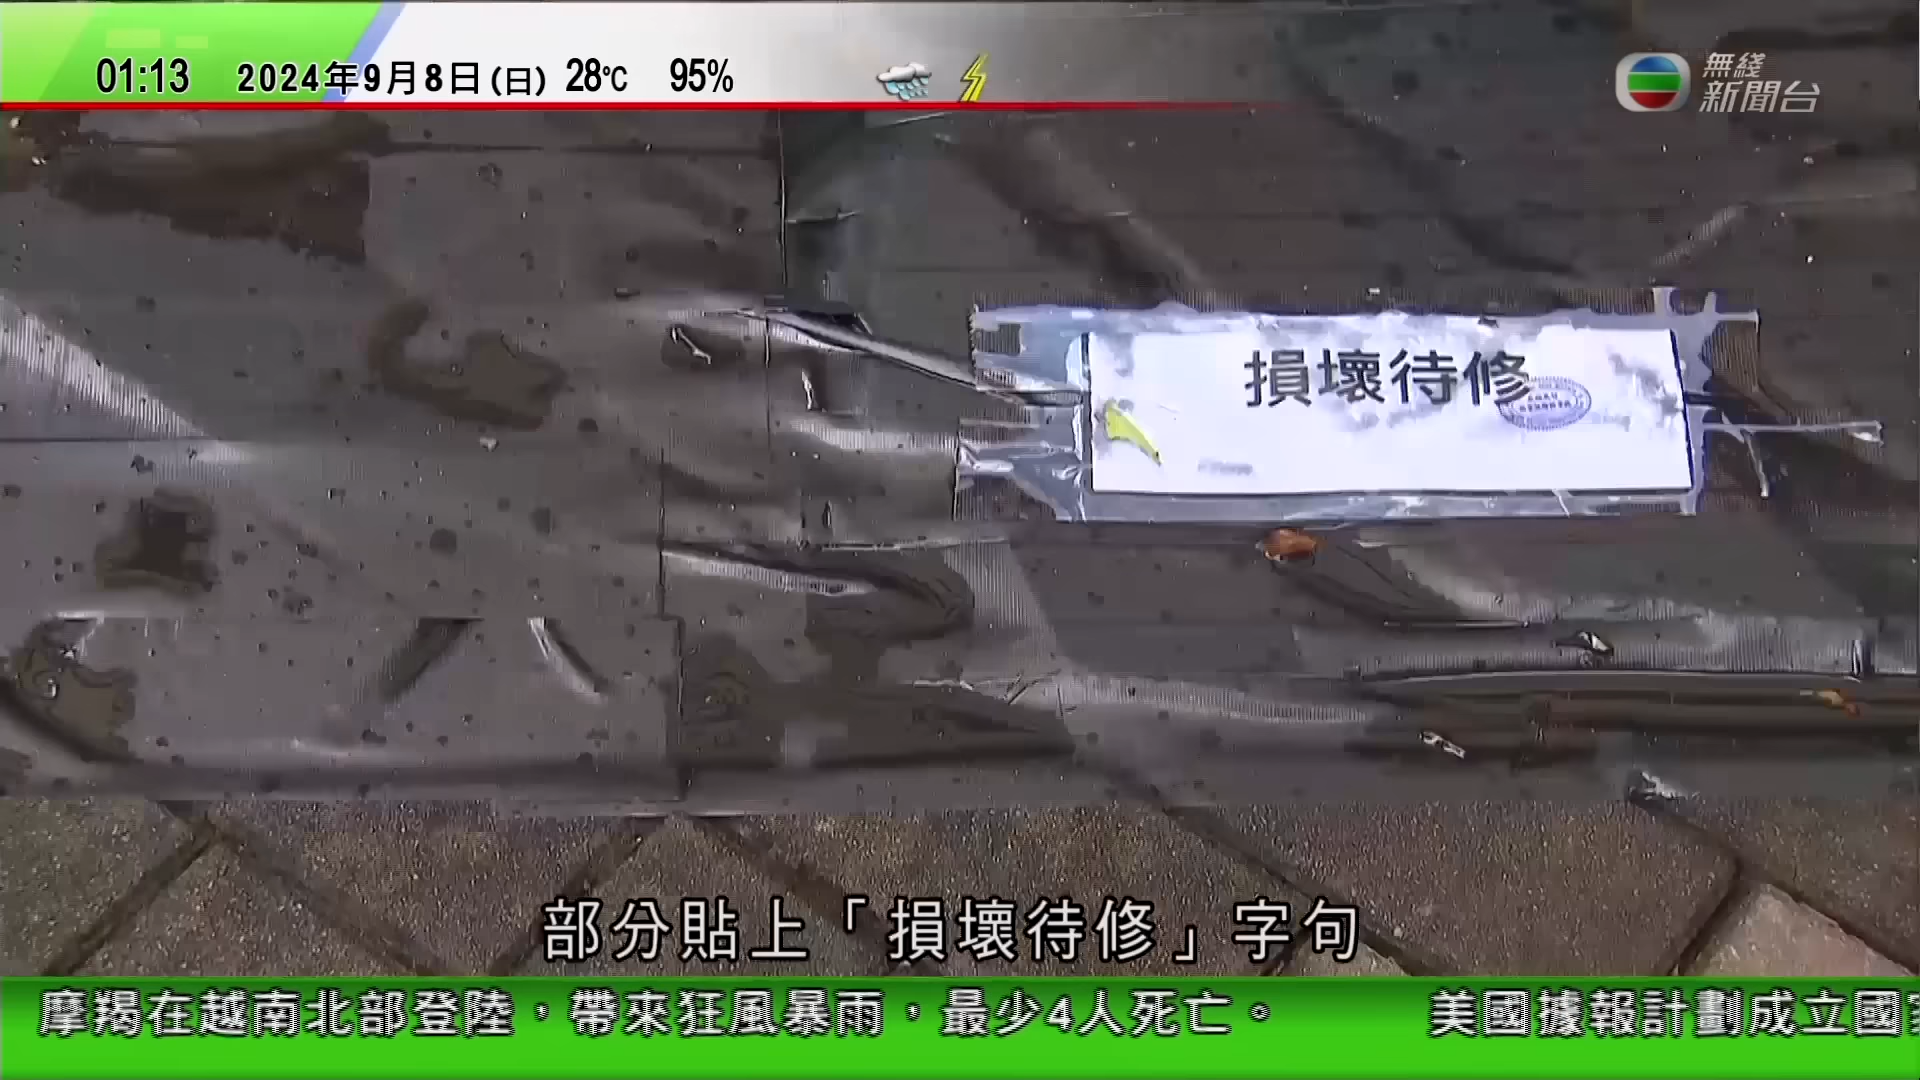 01:13 2024年9月8日(日) 28℃ 95%
無綫
新聞台
損壞待修
部分貼上「損壞待修」字句
摩羯在越南北部登陸，帶來狂風暴雨，最少4人死亡。 美國據報計劃成立國